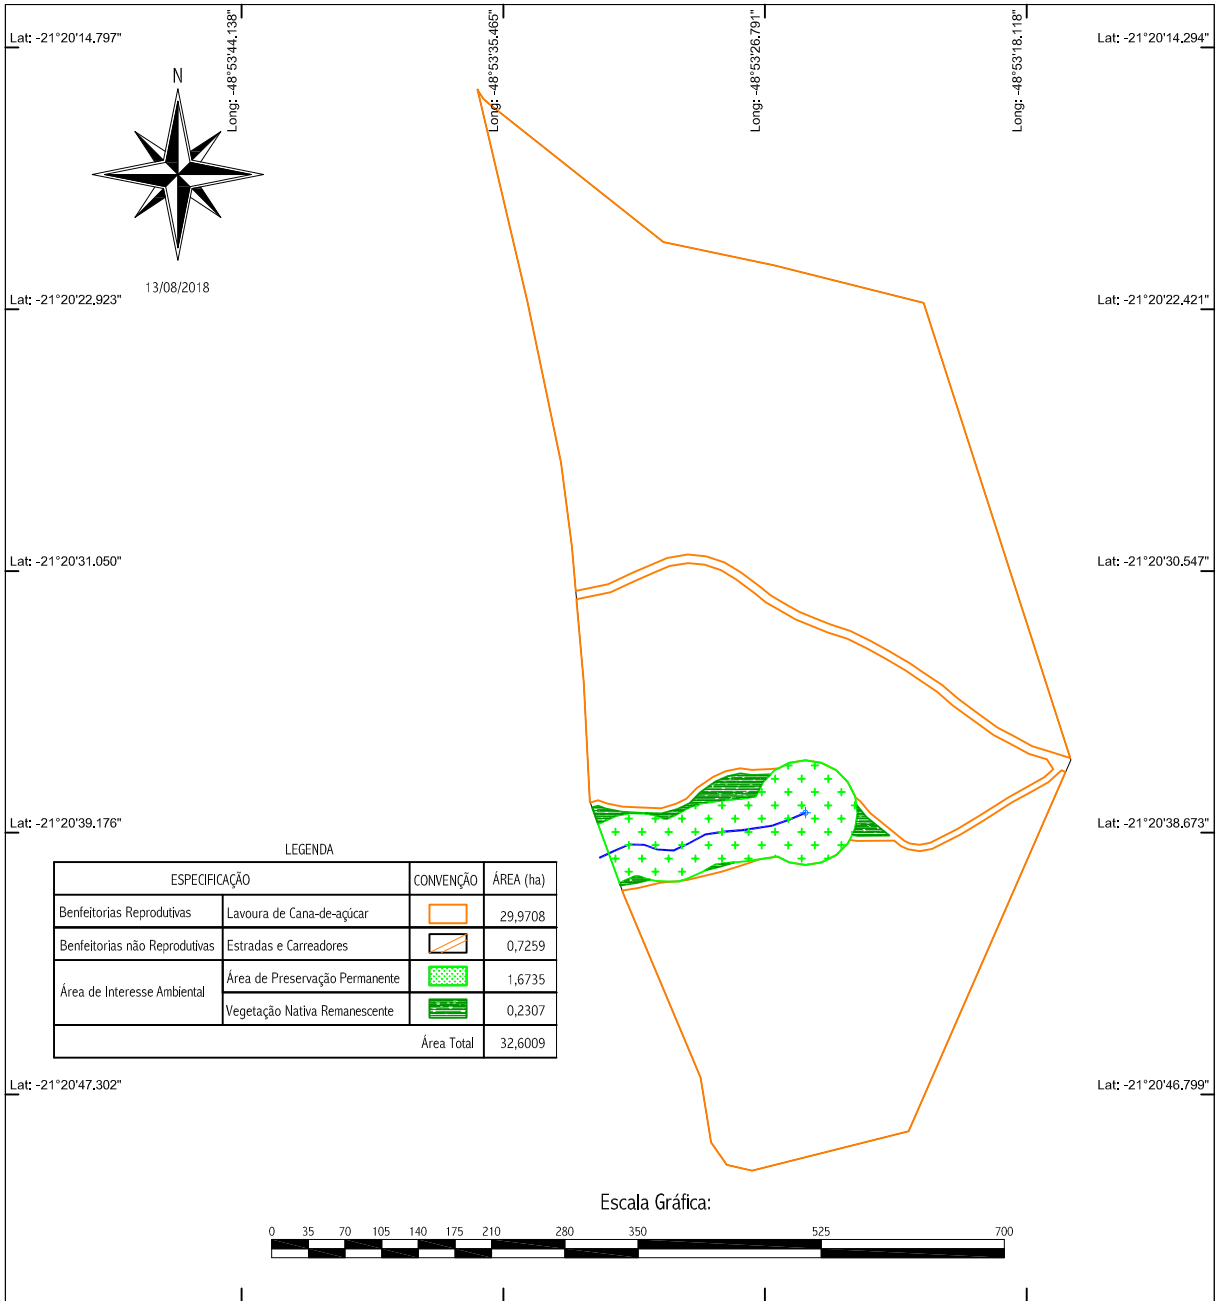 Long: -48°53'44.138"
Long: -48°53'35.465"
Long: -48°53'26.791"
Long: -48°53'18.118"
Lat: -21°20'14.797"
Lat: -21°20'14.294"
N
13/08/2018
Lat: -21°20'22.923"
Lat: -21°20'22.421"
Lat: -21°20'31.050"
Lat: -21°20'30.547"
Lat: -21°20'39.176"
Lat: -21°20'38.673"
LEGENDA
ESPECIFICAÇÃO CONVENÇÃO ÁREA (ha)
Benfeitorias Reprodutivas Lavoura de Cana-de-açúcar 29,9708
Benfeitorias não Reprodutivas Estradas e Carreadores 0,7259
Área de Interesse Ambiental Área de Preservação Permanente 1,6735
Vegetação Nativa Remanescente 0,2307
Área Total 32,6009
Lat: -21°20'47.302"
Lat: -21°20'46.799"
Escala Gráfica:
0 35 70 105 140 175 210 280 350 525 700